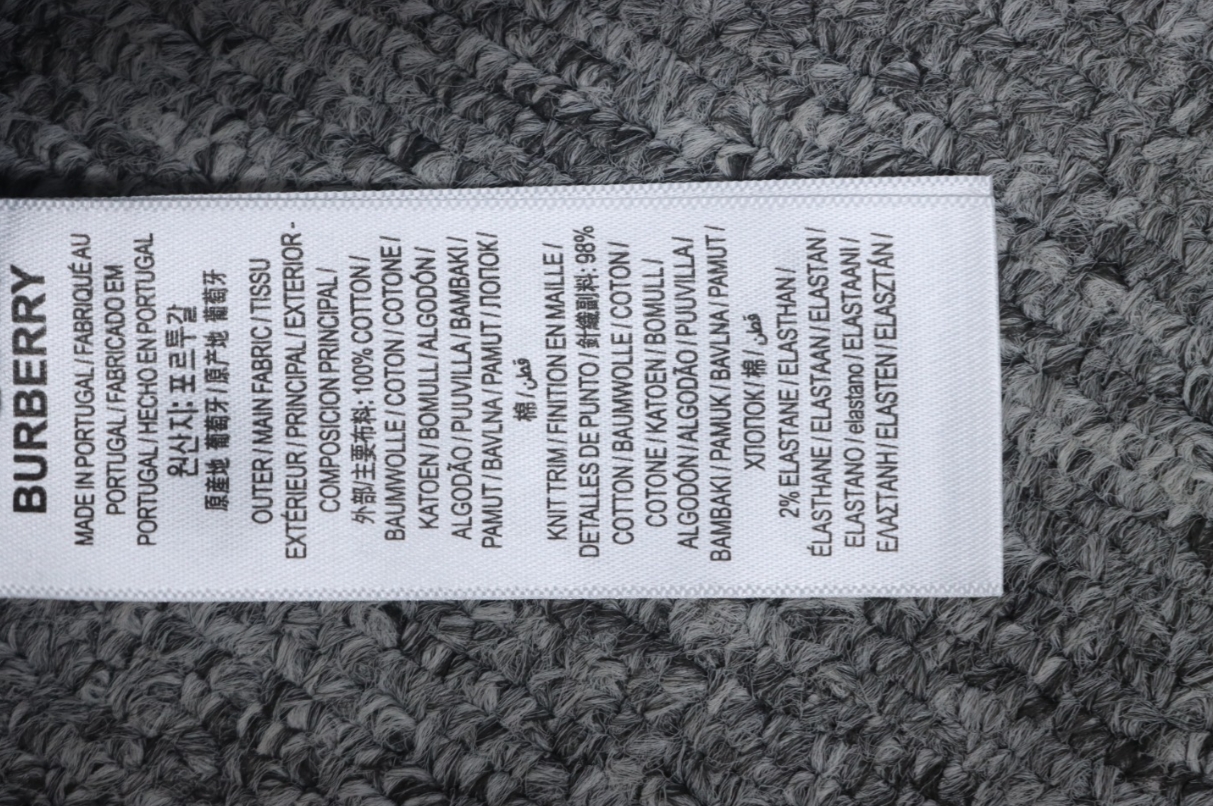 BURBERRY
MADE IN PORTUGAL / FABRIQUÉ AU
PORTUGAL / FABRICADO EM
PORTUGAL / HECHO EN PORTUGAL
원산지: 포르투갈
原産地 葡萄牙 / 原产地 葡萄牙
OUTER / MAIN FABRIC / TISSU
EXTÉRIEUR / PRINCIPAL / EXTERIOR -
COMPOSICION PRINCIPAL /
外部/主要布料: 100% COTTON /
BAUMWOLLE / COTON / COTONE /
KATOEN / BOMULL / ALGODÓN /
ALGODÃO / PUUVILLA BAMBAKI /
PAMUT / BAVLNA / PAMUT / ПОПОК /
棉 / قطن /
KNIT TRIM / FINITION EN MAILLE /
DETALLES DE PUNTO / 針織副料: 98%
COTTON / BAUMWOLLE / COTON /
COTONE / KATOEN / BOMULL /
ALGODÓN / ALGODÃO / PUUVILLA /
BAMBAKI / PAMUK / BAVLNA / PAMUT /
ХПОПОК / 棉 / قطن /
2% ELASTANE / ELASTHAN /
ÉLASTHANE / ELASTAAN / ELASTAN /
ELASTANO / elastano / ELASTAANI /
ΕΛΑΣΤΑΝΗ / ELASTEN / ELASZTÁN /